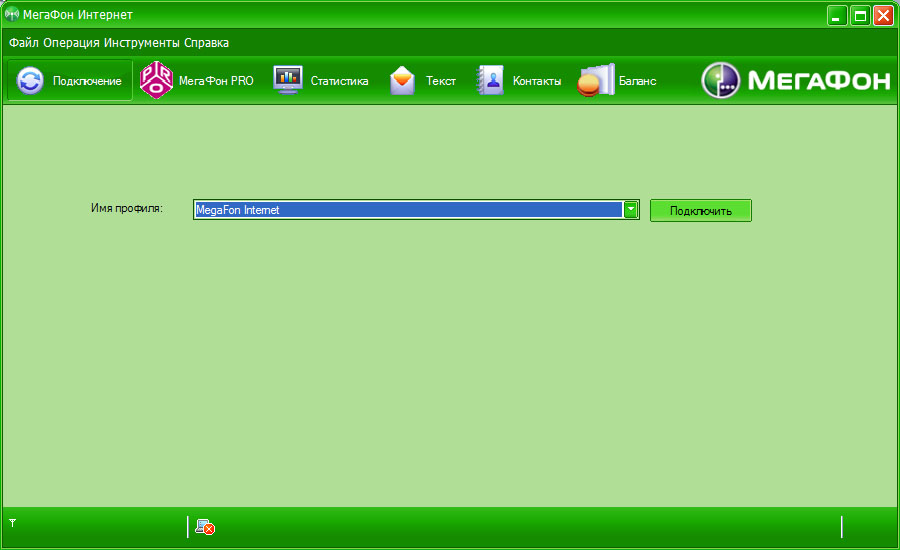 МегаФон Интернет
Файл Операция Инструменты Справка
Подключение PRO МегаФон PRO Статистика Текст Контакты Баланс МЕГАФОН
Имя профиля: MegaFon Internet Подключить